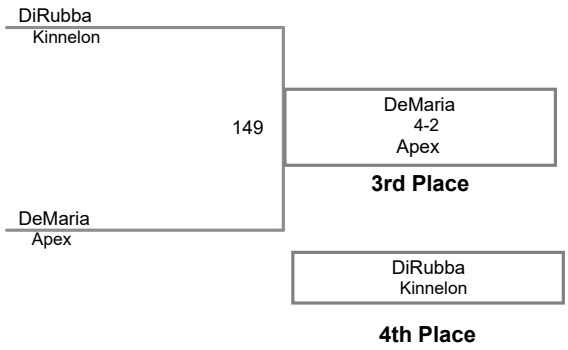 DiRubba
Kinnelon
149
DeMaria
4-2
Apex
3rd Place
DeMaria
Apex
DiRubba
Kinnelon
4th Place